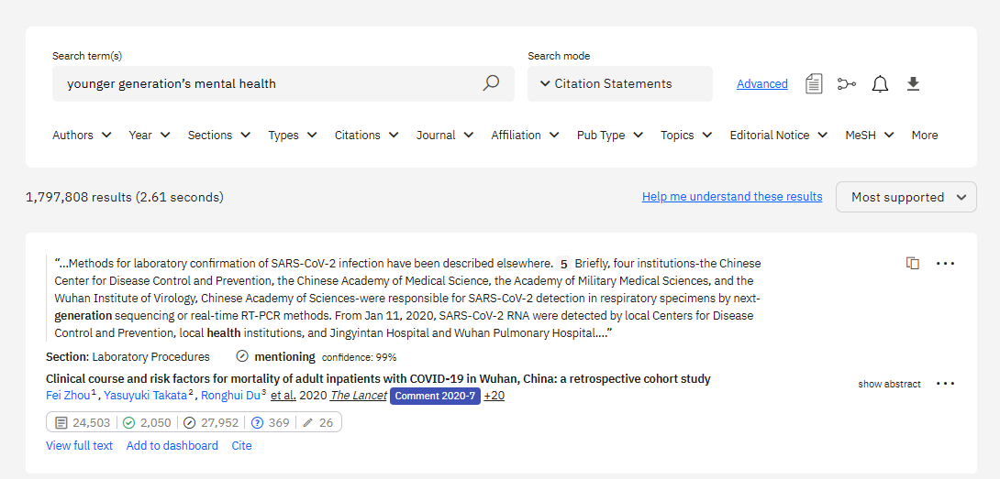 Search term(s)
Search mode
younger generation’s mental health
Citation Statements
Advanced
Authors Year Sections Types Citations Journal Affiliation Pub Type Topics Editorial Notice MeSH More
1,797,808 results (2.61 seconds)
Help me understand these results
Most supported
“...Methods for laboratory confirmation of SARS-CoV-2 infection have been described elsewhere. 5 Briefly, four institutions-the Chinese
Center for Disease Control and Prevention, the Chinese Academy of Medical Science, the Academy of Military Medical Sciences, and the
Wuhan Institute of Virology, Chinese Academy of Sciences-were responsible for SARS-CoV-2 detection in respiratory specimens by next-
generation sequencing or real-time RT-PCR methods. From Jan 11, 2020, SARS-CoV-2 RNA were detected by local Centers for Disease
Control and Prevention, local health institutions, and Jingyintan Hospital and Wuhan Pulmonary Hospital....”
Section: Laboratory Procedures mentioning confidence: 99%
Clinical course and risk factors for mortality of adult inpatients with COVID-19 in Wuhan, China: a retrospective cohort study
show abstract
Fei Zhou¹, Yasuyuki Takata², Ronghui Du³ et al. 2020 The Lancet Comment 2020-7 +20
24,503 2,050 27,952 369 26
View full text Add to dashboard Cite